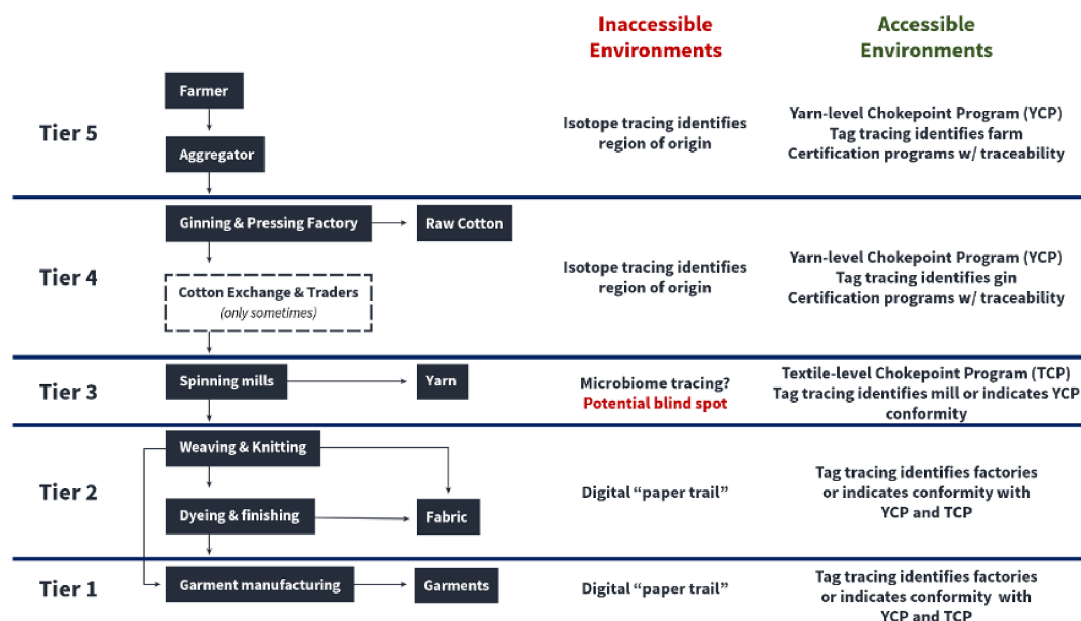 Inaccessible
Environments
Accessible
Environments
Tier 5
Farmer
Aggregator
Isotope tracing identifies
region of origin
Yarn-level Chokepoint Program (YCP)
Tag tracing identifies farm
Certification programs w/ traceability
Tier 4
Ginning & Pressing Factory
Raw Cotton
Cotton Exchange & Traders
(only sometimes)
Isotope tracing identifies
region of origin
Yarn-level Chokepoint Program (YCP)
Tag tracing identifies gin
Certification programs w/ traceability
Tier 3
Spinning mills
Yarn
Microbiome tracing?
Potential blind spot
Textile-level Chokepoint Program (TCP)
Tag tracing identifies mill or indicates YCP
conformity
Tier 2
Weaving & Knitting
Dyeing & finishing
Fabric
Digital “paper trail”
Tag tracing identifies factories
or indicates conformity with
YCP and TCP
Tier 1
Garment manufacturing
Garments
Digital “paper trail”
Tag tracing identifies factories
or indicates conformity with
YCP and TCP